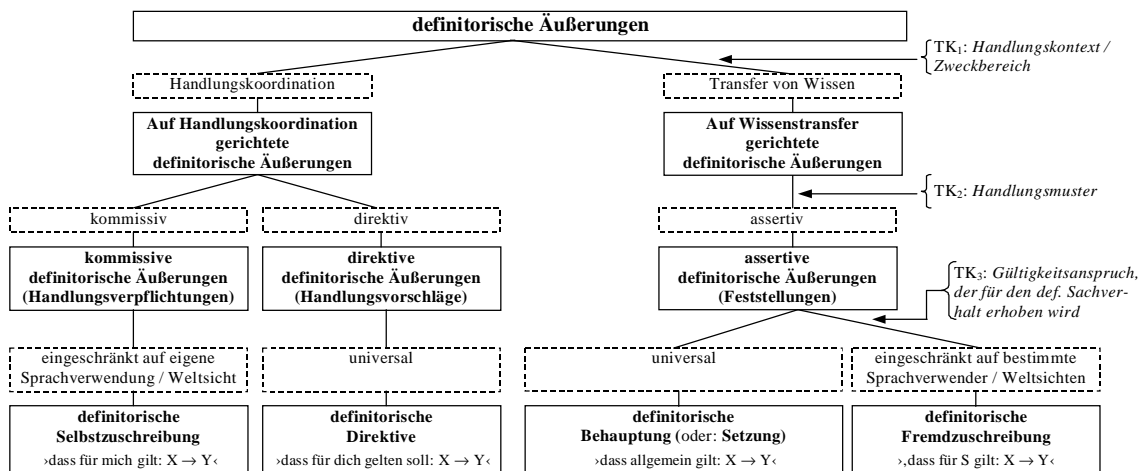 definitorische Äußerungen
TK₁: Handlungskontext /
Zweckbereich
Handlungskoordination
Transfer von Wissen
Auf Handlungskoordination
gerichtete
definitorische Äußerungen
Auf Wissenstransfer
gerichtete
definitorische Äußerungen
TK₂: Handlungsmuster
kommissiv
direktiv
assertiv
kommissive
definitorische Äußerungen
(Handlungsverpflichtungen)
direktive
definitorische Äußerungen
(Handlungsvorschläge)
assertive
definitorische Äußerungen
(Feststellungen)
TK₃: Gültigkeitsanspruch,
der für den def. Sachver-
halt erhoben wird
eingeschränkt auf eigene
Sprachverwendung / Weltsicht
universal
universal
eingeschränkt auf bestimmte
Sprachverwender / Weltsichten
definitorische
Selbstzuschreibung
›dass für mich gilt: X → Y‹
definitorische
Direktive
›dass für dich gelten soll: X → Y‹
definitorische
Behauptung (oder: Setzung)
›dass allgemein gilt: X → Y‹
definitorische
Fremdzuschreibung
›,dass für S gilt: X → Y‹